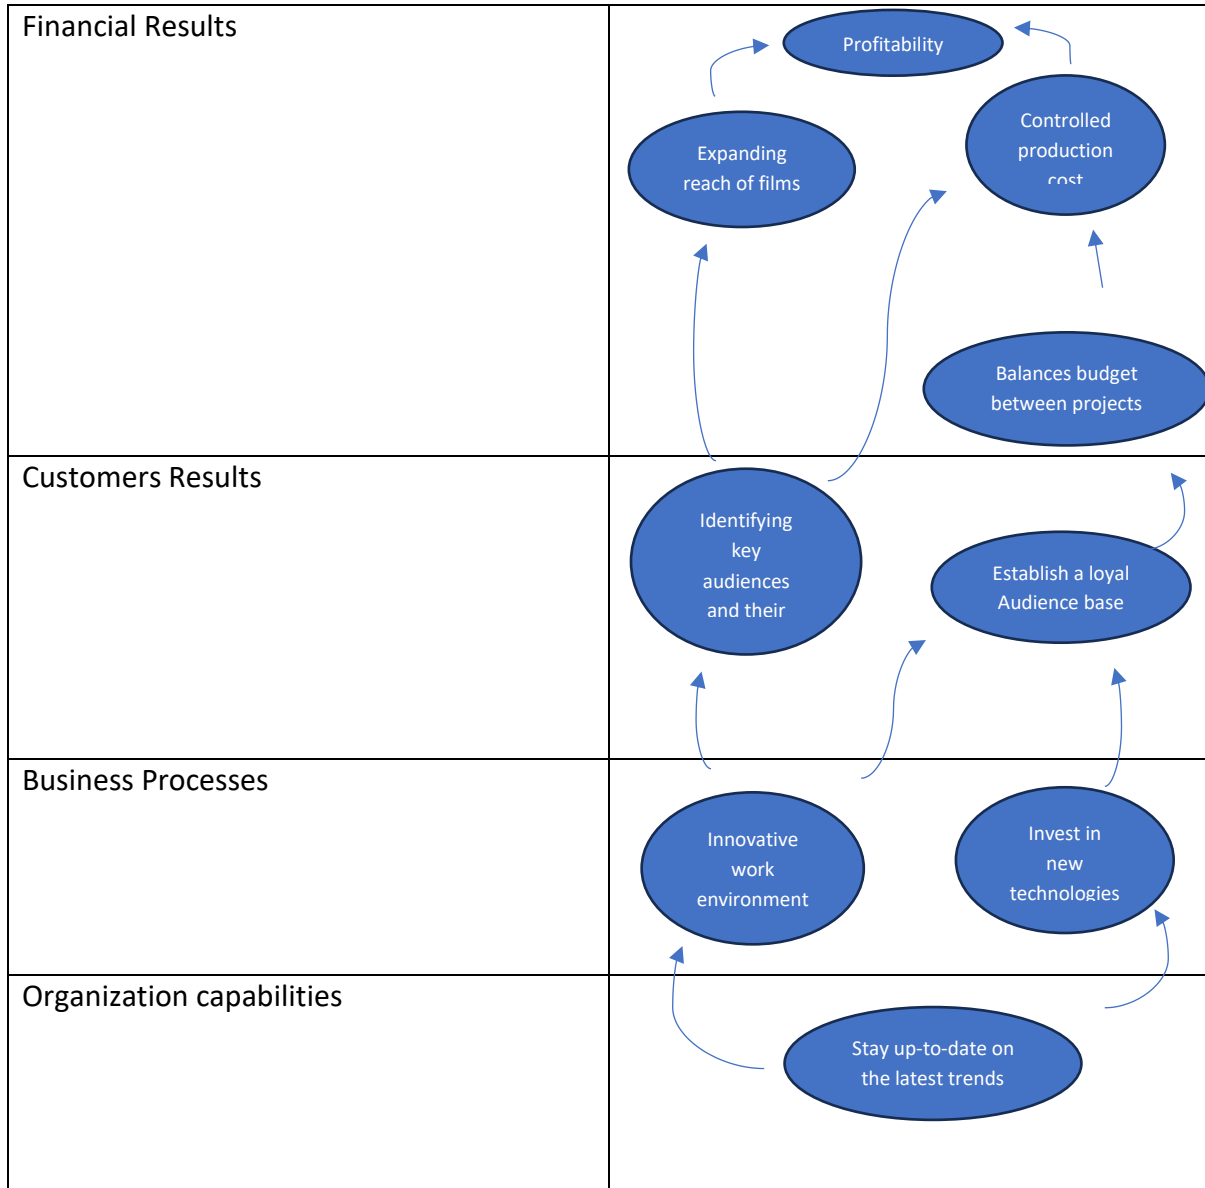 Financial Results
Profitability
Controlled
production
cost
Expanding
reach of films
Balances budget
between projects
Customers Results
Identifying
key
audiences
and their
Establish a loyal
Audience base
Business Processes
Innovative
work
environment
Invest in
new
technologies
Organization capabilities
Stay up-to-date on
the latest trends